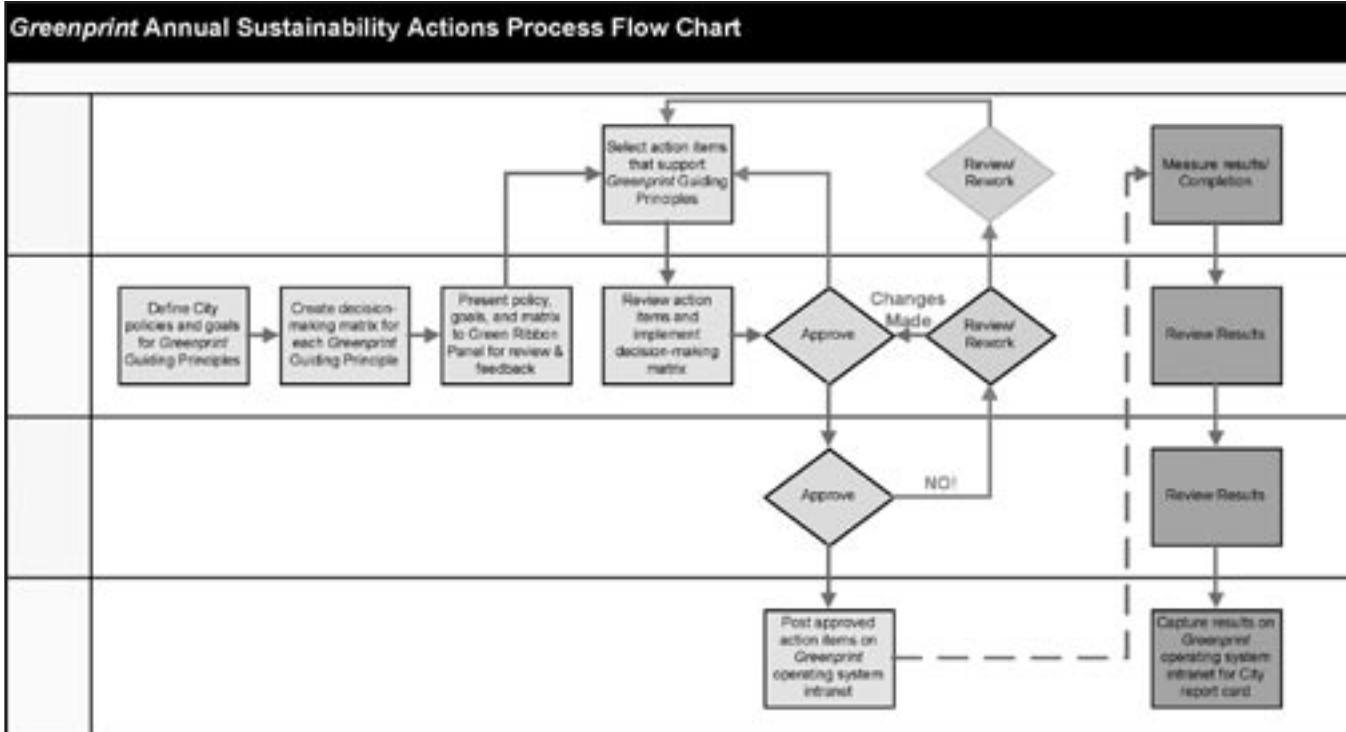 Greenprint Annual Sustainability Actions Process Flow Chart
Select action items
that support
Greenprint Guiding
Principles
Review/
Rework
Measure results/
Completion
Define City
policies and goals
for Greenprint
Guiding Principles
Create decision-
making matrix for
each Greenprint
Guiding Principle
Present policy,
goals, and matrix
to Green Ribbon
Panel for review &
feedback
Review action
items and
implement
decision-making
matrix
Approve
Changes
Made
Review/
Rework
Review Results
Approve
NO!
Review Results
Post approved
action items on
Greenprint
operating system
intranet
Capture results on
Greenprint
operating system
intranet for City
report card